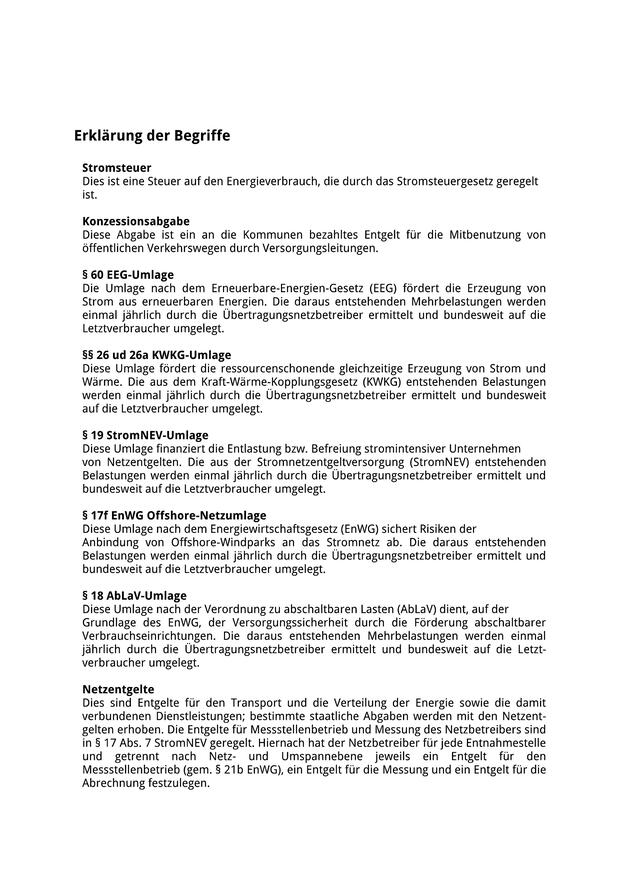 Erklärung der Begriffe
Stromsteuer
Dies ist eine Steuer auf den Energieverbrauch, die durch das Stromsteuergesetz geregelt
ist.
Konzessionsabgabe
Diese Abgabe ist ein an die Kommunen bezahltes Entgelt für die Mitbenutzung von
öffentlichen Verkehrswegen durch Versorgungsleitungen.
§ 60 EEG-Umlage
Die Umlage nach dem Erneuerbare-Energien-Gesetz (EEG) fördert die Erzeugung von
Strom aus erneuerbaren Energien. Die daraus entstehenden Mehrbelastungen werden
einmal jährlich durch die Übertragungsnetzbetreiber ermittelt und bundesweit auf die
Letztverbraucher umgelegt.
§§ 26 ud 26a KWKG-Umlage
Diese Umlage fördert die ressourcenschonende gleichzeitige Erzeugung von Strom und
Wärme. Die aus dem Kraft-Wärme-Kopplungsgesetz (KWKG) entstehenden Belastungen
werden einmal jährlich durch die Übertragungsnetzbetreiber ermittelt und bundesweit
auf die Letztverbraucher umgelegt.
§ 19 StromNEV-Umlage
Diese Umlage finanziert die Entlastung bzw. Befreiung stromintensiver Unternehmen
von Netzentgelten. Die aus der Stromnetzentgeltversorgung (StromNEV) entstehenden
Belastungen werden einmal jährlich durch die Übertragungsnetzbetreiber ermittelt und
bundesweit auf die Letztverbraucher umgelegt.
§ 17f EnWG Offshore-Netzumlage
Diese Umlage nach dem Energiewirtschaftsgesetz (EnWG) sichert Risiken der
Anbindung von Offshore-Windparks an das Stromnetz ab. Die daraus entstehenden
Belastungen werden einmal jährlich durch die Übertragungsnetzbetreiber ermittelt und
bundesweit auf die Letztverbraucher umgelegt.
§ 18 AbLaV-Umlage
Diese Umlage nach der Verordnung zu abschaltbaren Lasten (AbLaV) dient, auf der
Grundlage des EnWG, der Versorgungssicherheit durch die Förderung abschaltbarer
Verbrauchseinrichtungen. Die daraus entstehenden Mehrbelastungen werden einmal
jährlich durch die Übertragungsnetzbetreiber ermittelt und bundesweit auf die Letzt-
verbraucher umgelegt.
Netzentgelte
Dies sind Entgelte für den Transport und die Verteilung der Energie sowie die damit
verbundenen Dienstleistungen; bestimmte staatliche Abgaben werden mit den Netzent-
gelten erhoben. Die Entgelte für Messstellenbetrieb und Messung des Netzbetreibers sind
in § 17 Abs. 7 StromNEV geregelt. Hiernach hat der Netzbetreiber für jede Entnahmestelle
und getrennt nach Netz- und Umspannebene jeweils ein Entgelt für den
Messstellenbetrieb (gem. § 21b EnWG), ein Entgelt für die Messung und ein Entgelt für die
Abrechnung festzulegen.